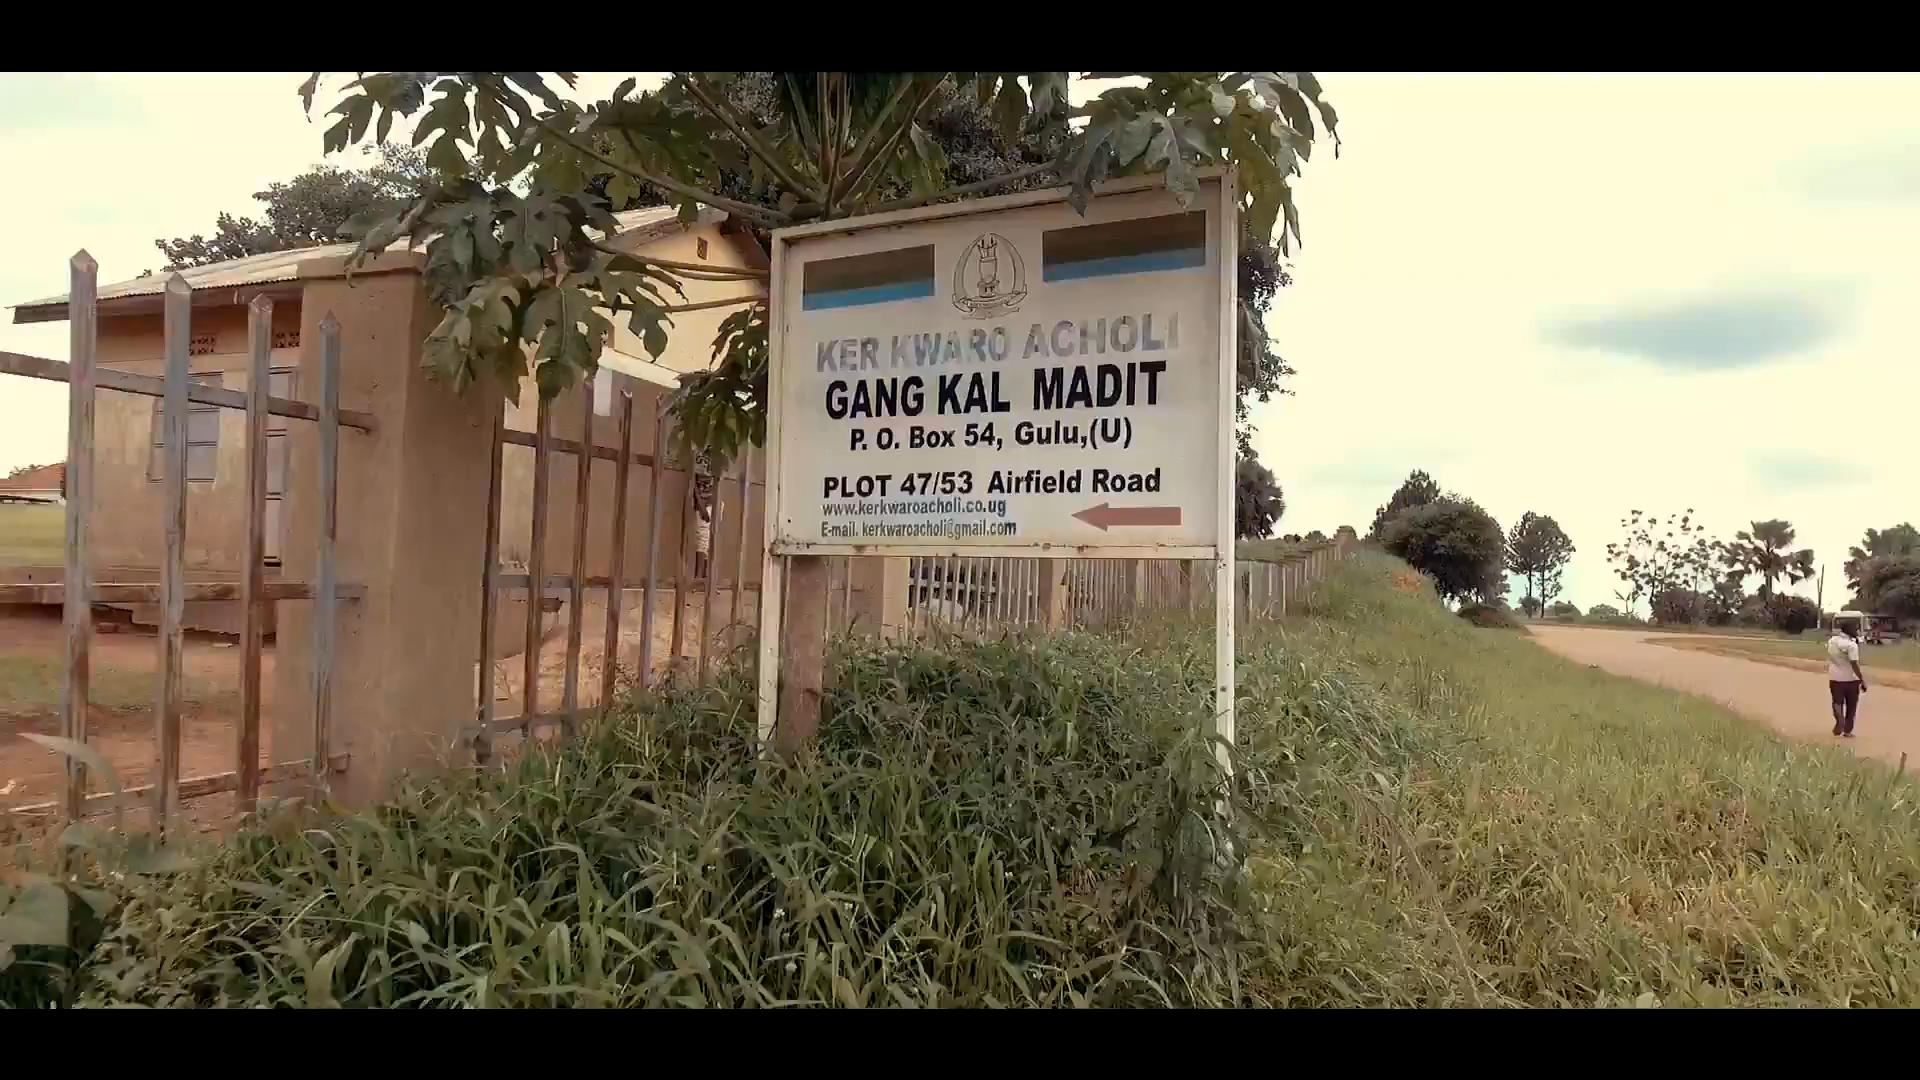 KER KWARO ACHOLI
GANG KAL MADIT
P. O. Box 54, Gulu,(U)
PLOT 47/53 Airfield Road
www.kerkwaroacholi.co.ug
E-mail. kerkwaroacholi@gmail.com